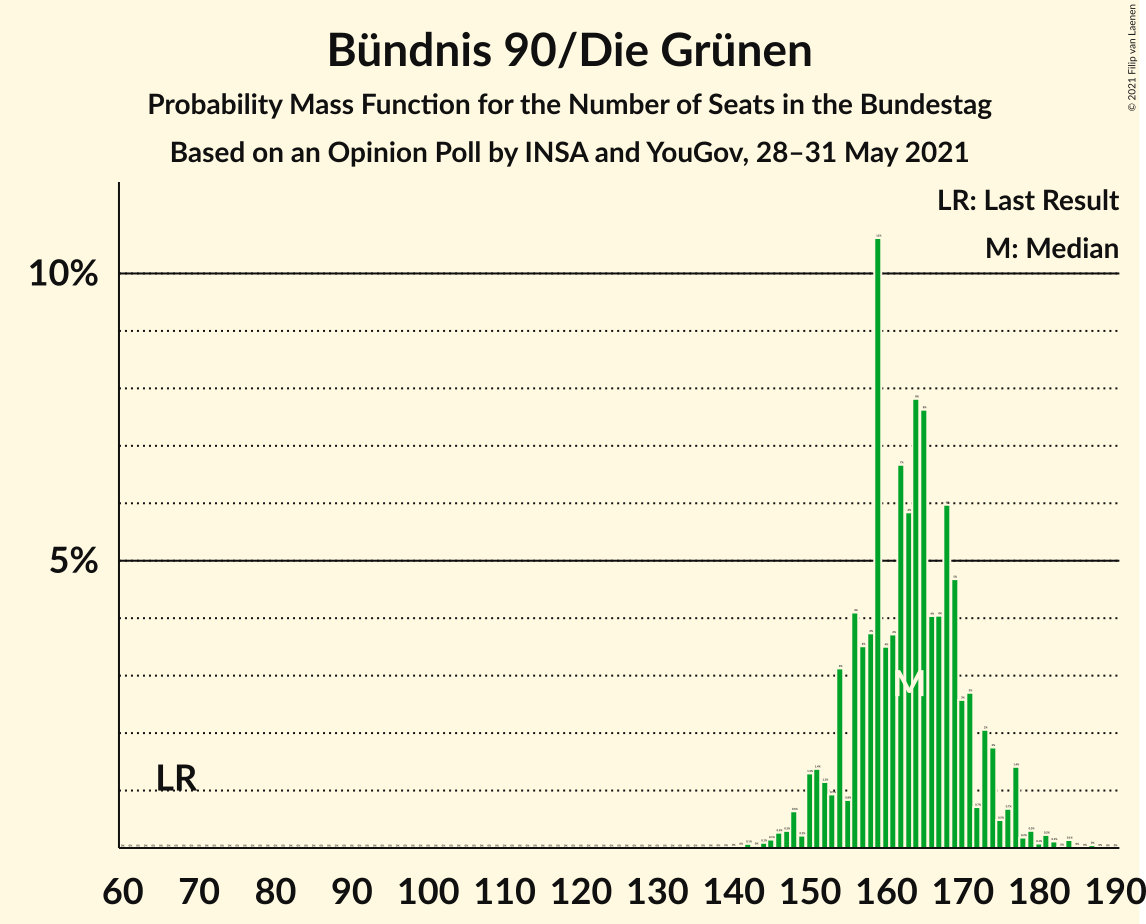 Bündnis 90/Die Grünen
Probability Mass Function for the Number of Seats in the Bundestag
Based on an Opinion Poll by INSA and YouGov, 28–31 May 2021
© 2021 Filip van Laenen
LR: Last Result
M: Median
10%
5%
M
LR
60 70 80 90 100 110 120 130 140 150 160 170 180 190